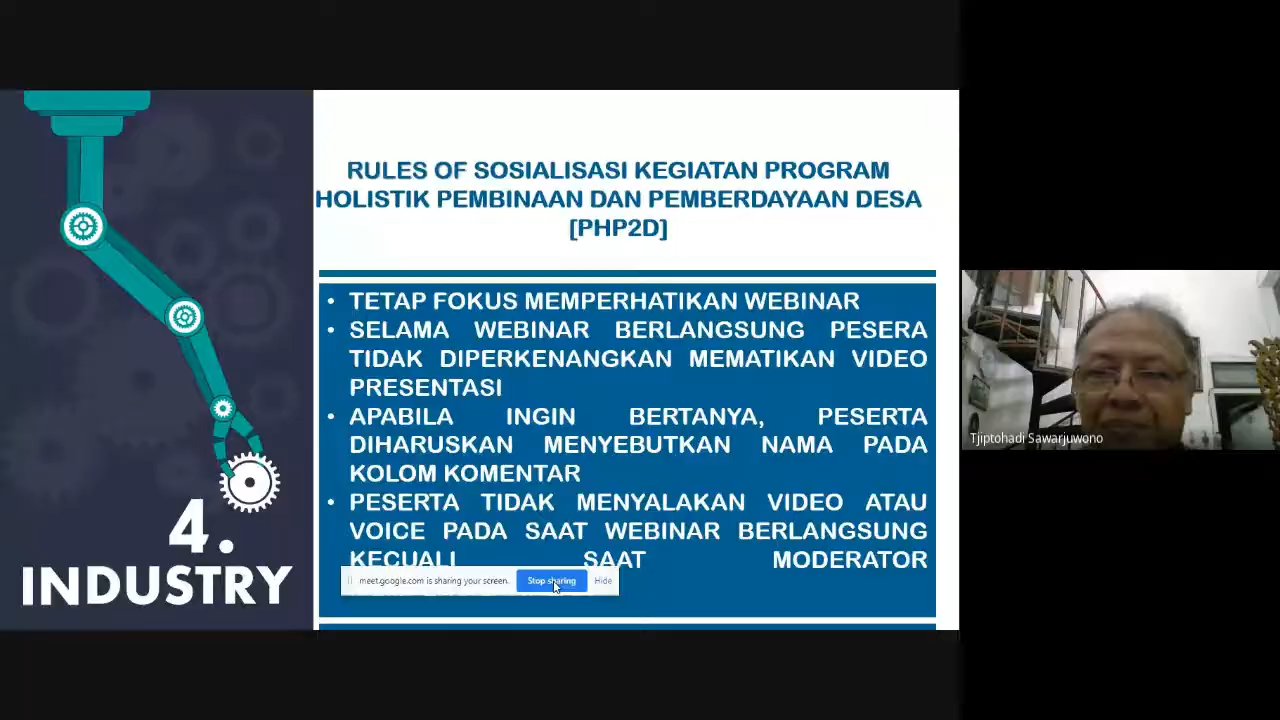 RULES OF SOSIALISASI KEGIATAN PROGRAM
HOLISTIK PEMBINAAN DAN PEMBERDAYAAN DESA
[PHP2D]
• TETAP FOKUS MEMPERHATIKAN WEBINAR
• SELAMA WEBINAR BERLANGSUNG PESERA
TIDAK DIPERKENANGKAN MEMATIKAN VIDEO
PRESENTASI
• APABILA INGIN BERTANYA, PESERTA
DIHARUSKAN MENYEBUTKAN NAMA PADA
KOLOM KOMENTAR
• PESERTA TIDAK MENYALAKAN VIDEO ATAU
VOICE PADA SAAT WEBINAR BERLANGSUNG
KECUALI SAAT MODERATOR
meet.google.com is sharing your screen.
Stop sharing
Hide
4.
INDUSTRY
Tjiptohadi Sawarjuwono